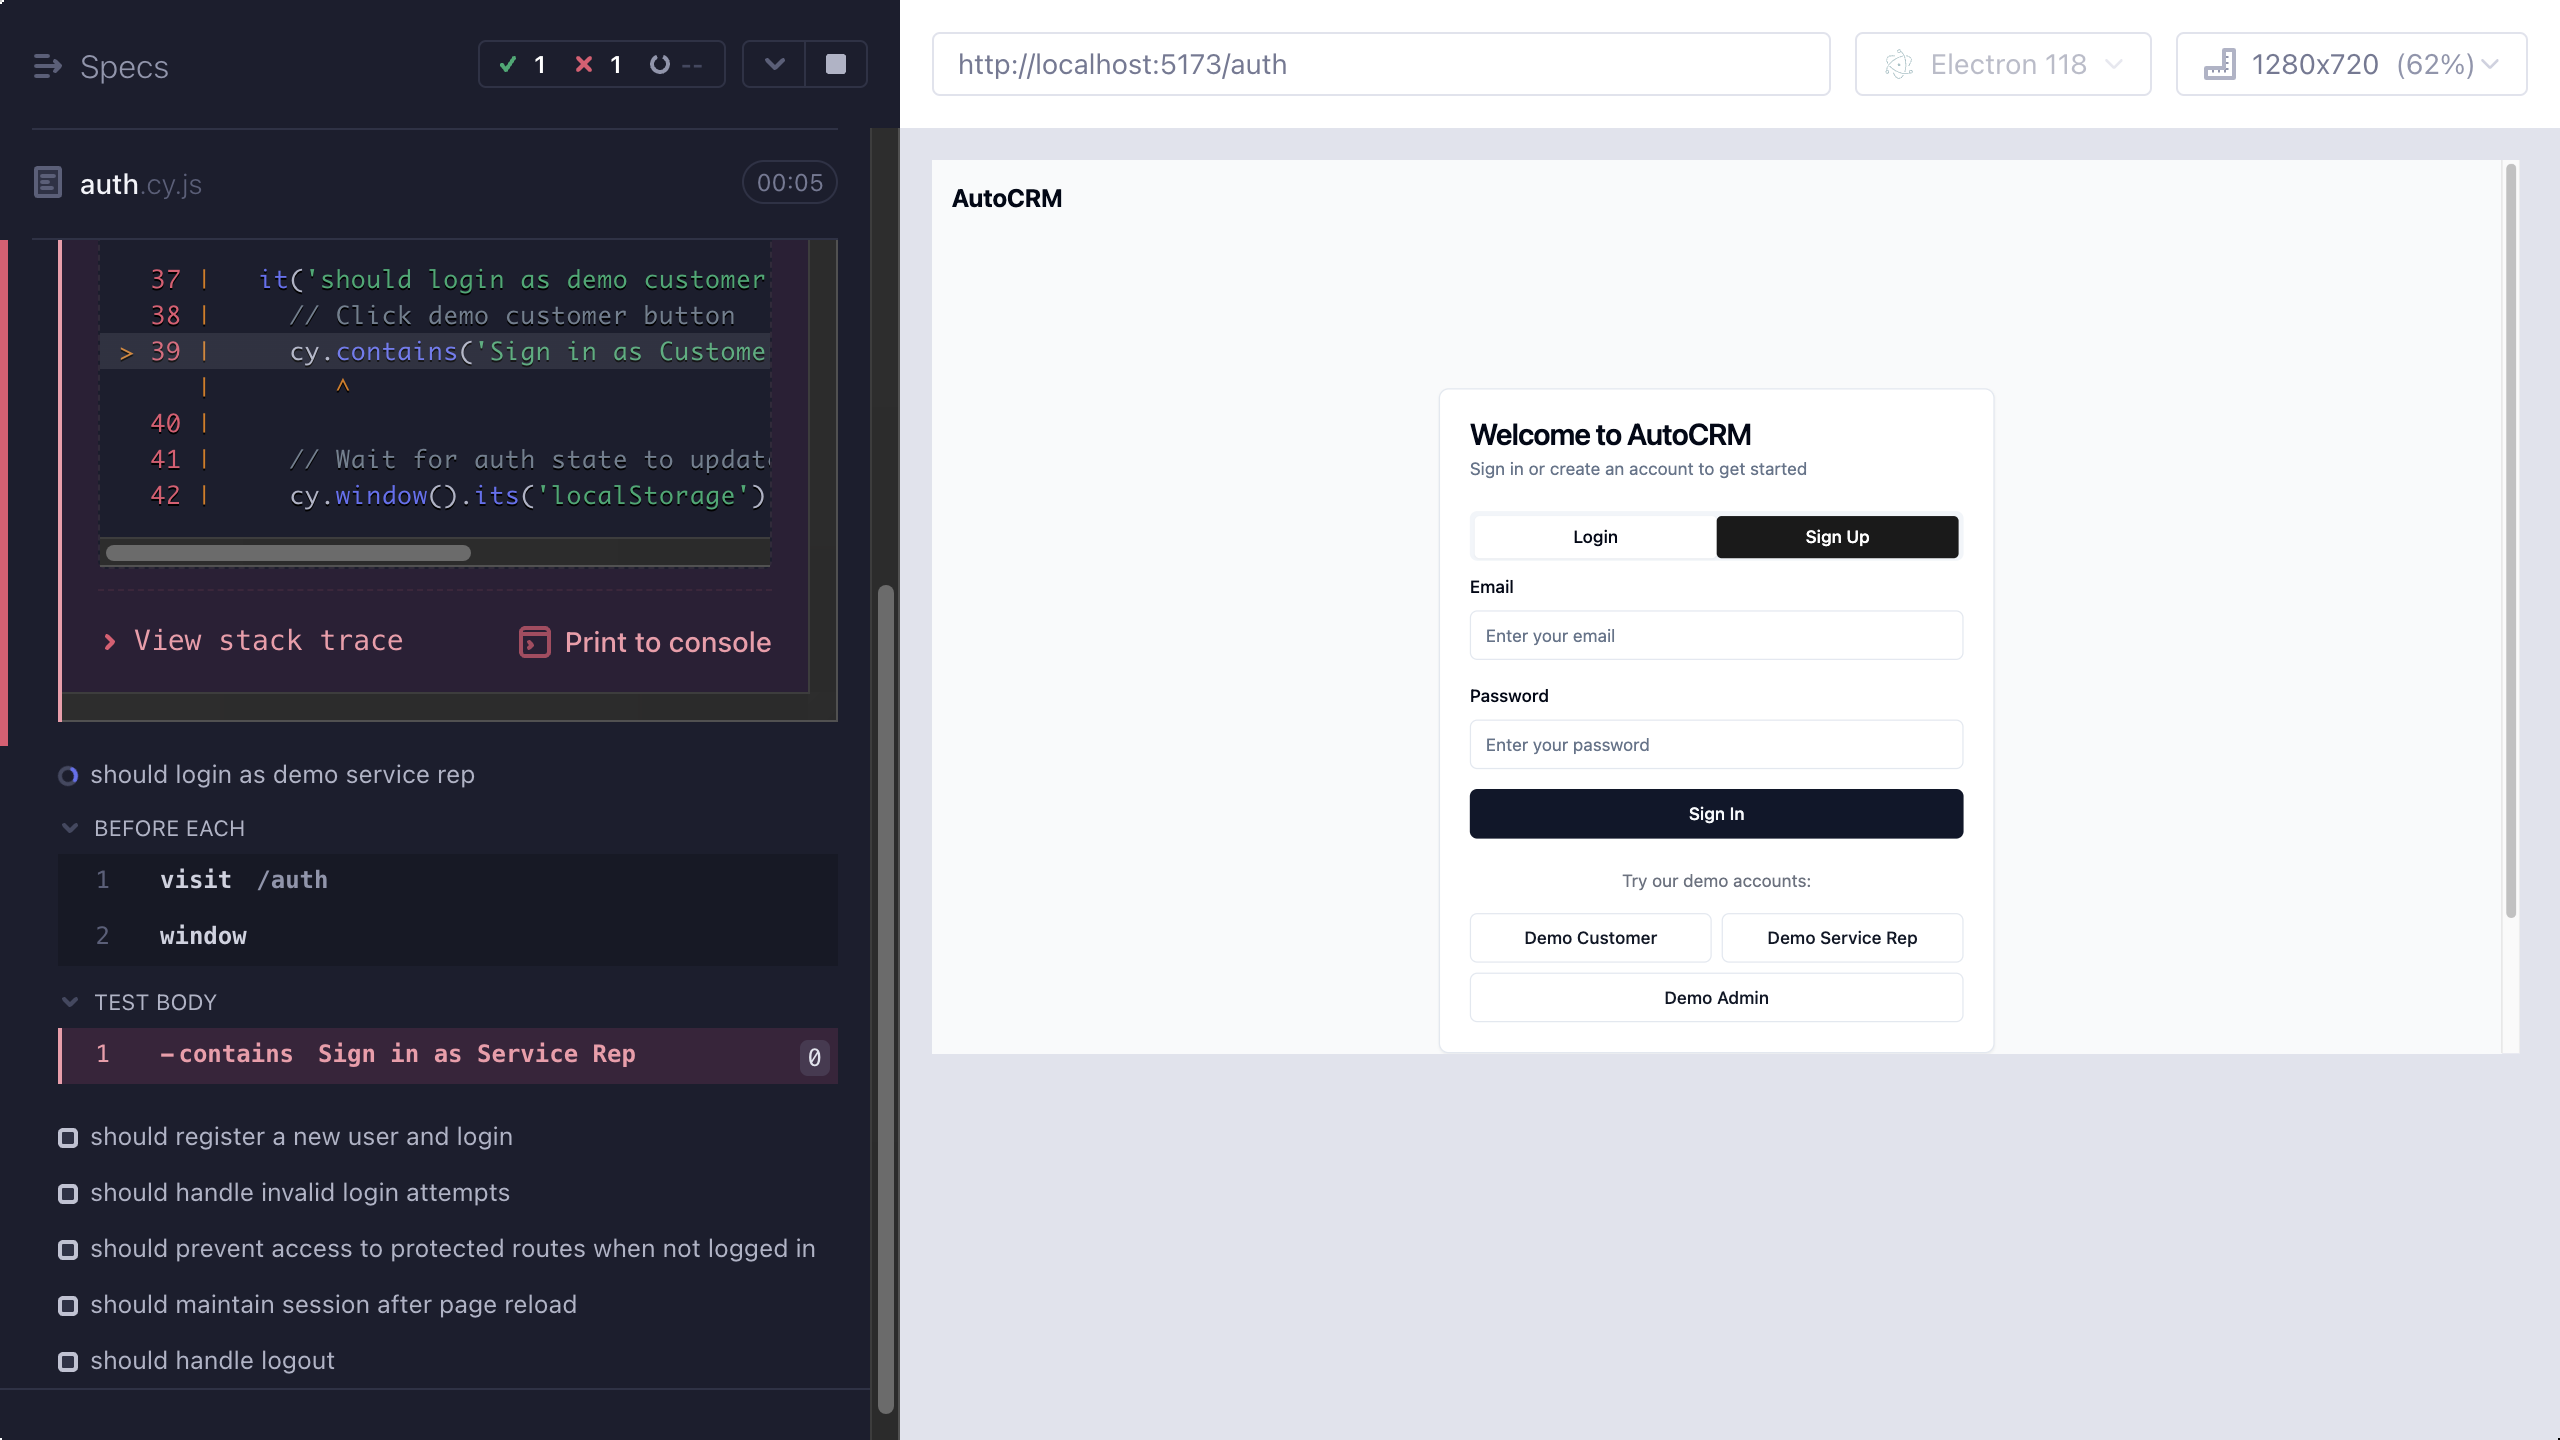 Specs
1
1
--
auth.cy.js
00:05
37 | it('should login as demo customer
38 | // Click demo customer button
> 39 | cy.contains('Sign in as Custome
| ^
40 |
41 | // Wait for auth state to updat
42 | cy.window().its('localStorage')
View stack trace
Print to console
should login as demo service rep
BEFORE EACH
1 visit /auth
2 window
TEST BODY
1 -contains Sign in as Service Rep 0
should register a new user and login
should handle invalid login attempts
should prevent access to protected routes when not logged in
should maintain session after page reload
should handle logout
http://localhost:5173/auth
Electron 118
1280x720 (62%)
AutoCRM
Welcome to AutoCRM
Sign in or create an account to get started
Login
Sign Up
Email
Enter your email
Password
Enter your password
Sign In
Try our demo accounts:
Demo Customer
Demo Service Rep
Demo Admin